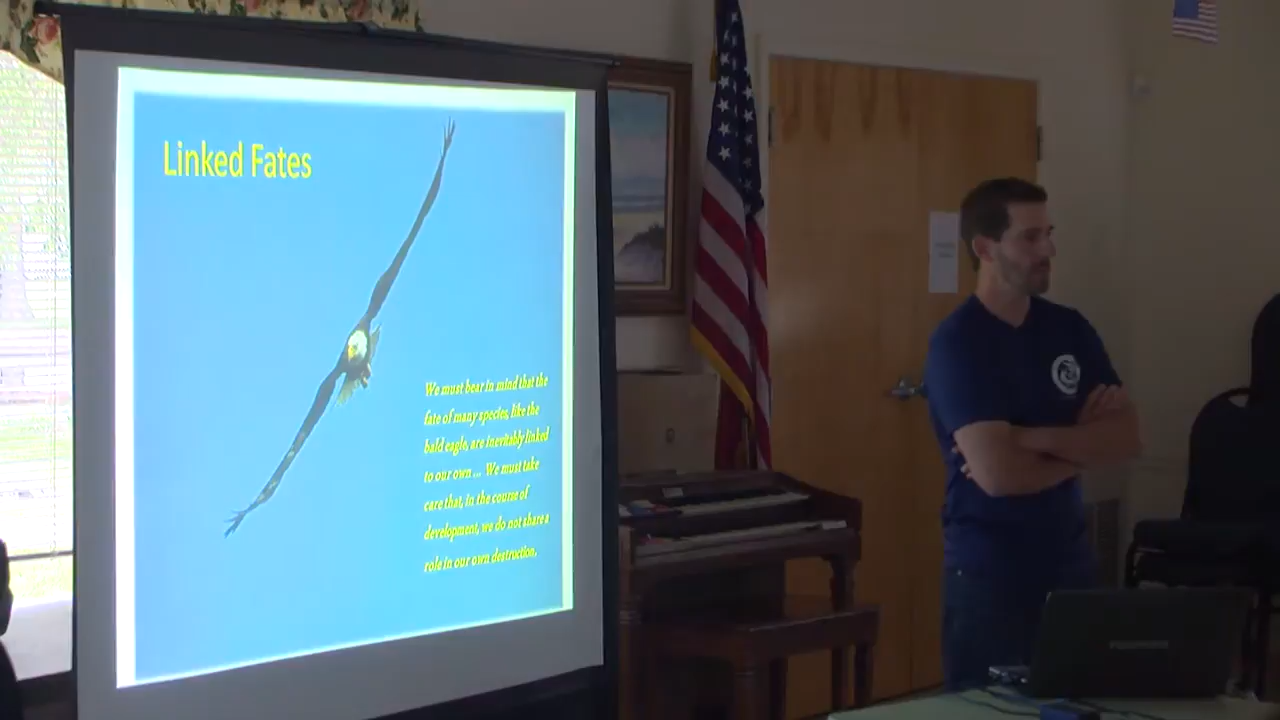 Linked Fates
We must bear in mind that the
fate of many species, like the
bald eagle, are inevitably linked
to our own ... We must take
care that, in the course of
development, we do not share a
role in our own destruction.